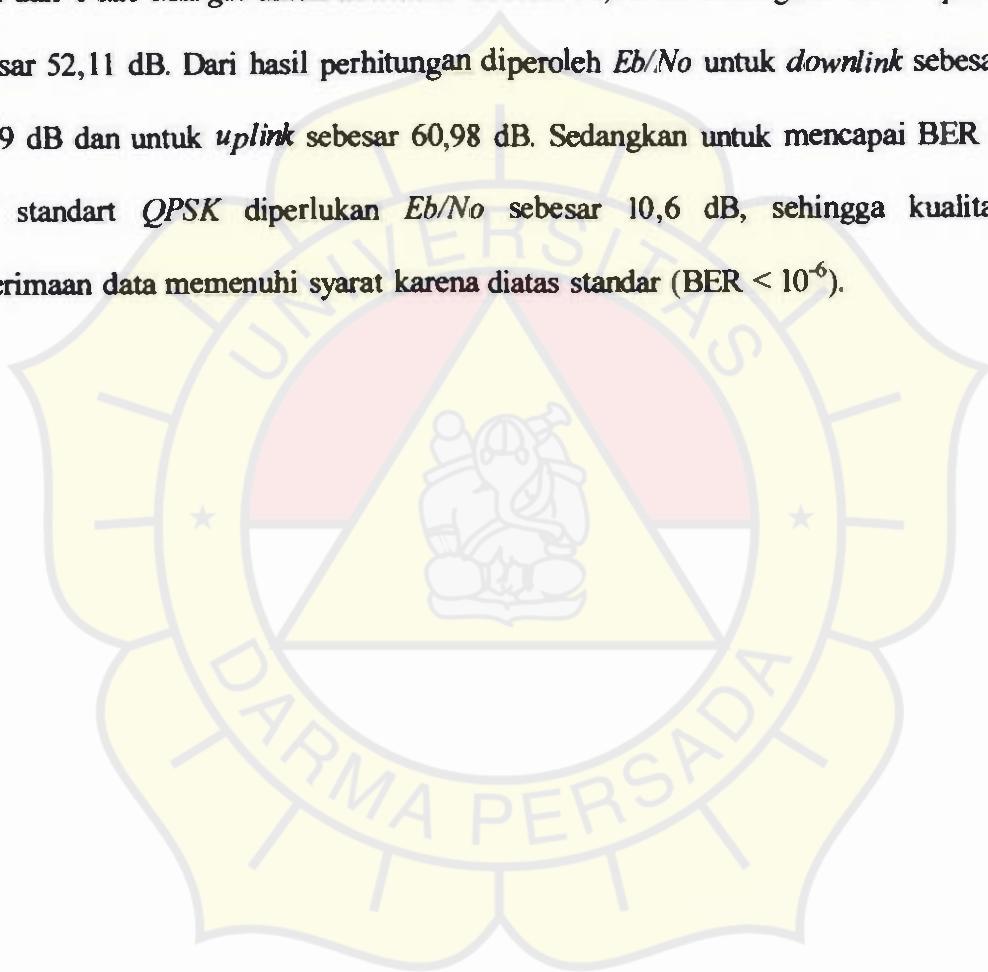 sar 52,11 dB. Dari hasil perhitungan diperoleh Eb/No untuk downlink sebesa
9 dB dan untuk uplink sebesar 60,98 dB. Sedangkan untuk mencapai BER
standart QPSK diperlukan Eb/No sebesar 10,6 dB, sehingga kualita
erimaan data memenuhi syarat karena diatas standar (BER < 10⁻⁶).
UNIVERSITAS
DARMA PERSADA